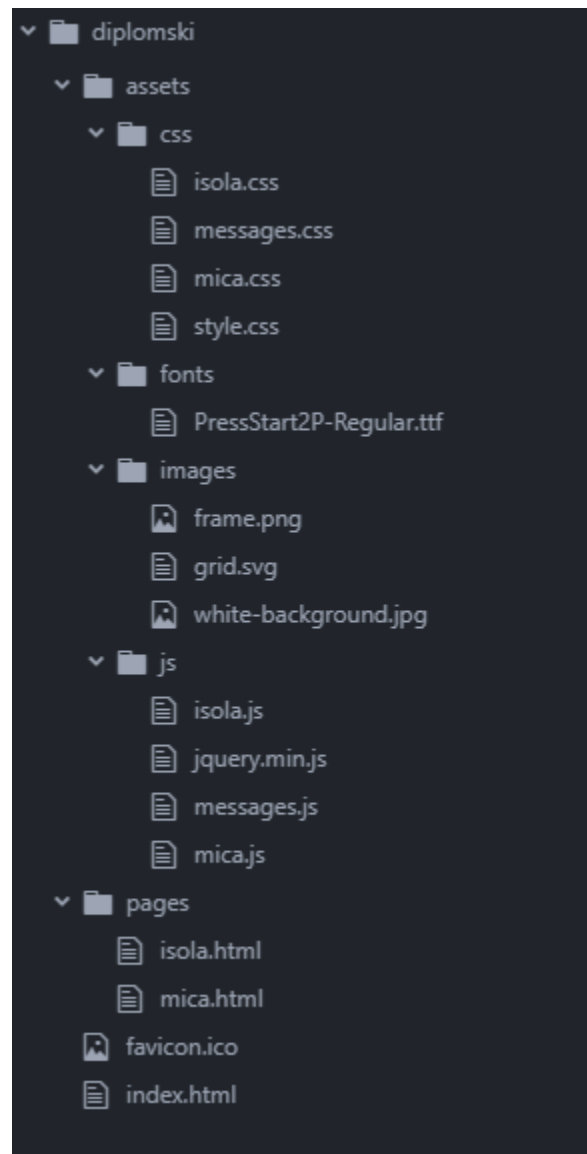 diplomski
assets
css
isola.css
messages.css
mica.css
style.css
fonts
PressStart2P-Regular.ttf
images
frame.png
grid.svg
white-background.jpg
js
isola.js
jquery.min.js
messages.js
mica.js
pages
isola.html
mica.html
favicon.ico
index.html